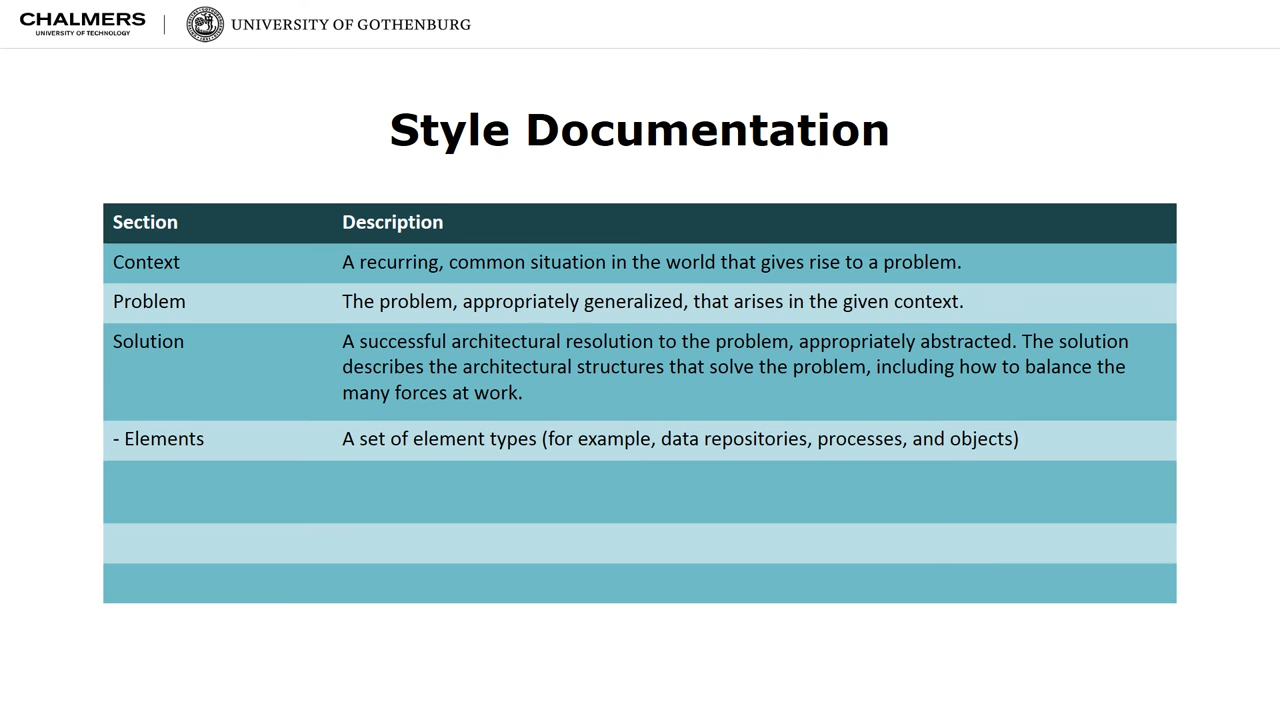 CHALMERS
UNIVERSITY OF TECHNOLOGY
UNIVERSITY OF GOTHENBURG
Style Documentation
Section Description
Context A recurring, common situation in the world that gives rise to a problem.
Problem The problem, appropriately generalized, that arises in the given context.
Solution A successful architectural resolution to the problem, appropriately abstracted. The solution
describes the architectural structures that solve the problem, including how to balance the
many forces at work.
- Elements A set of element types (for example, data repositories, processes, and objects)